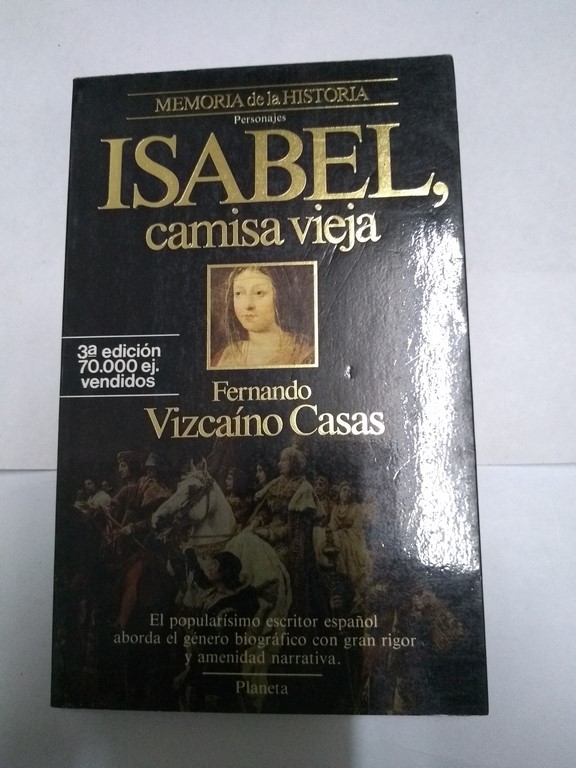 MEMORIA de la HISTORIA
Personajes
ISABEL,
camisa vieja
3ª edición
70.000 ej.
vendidos
Fernando
Vizcaíno Casas
El popularísimo escritor español
aborda el género biográfico con gran rigor
y amenidad narrativa.
Planeta